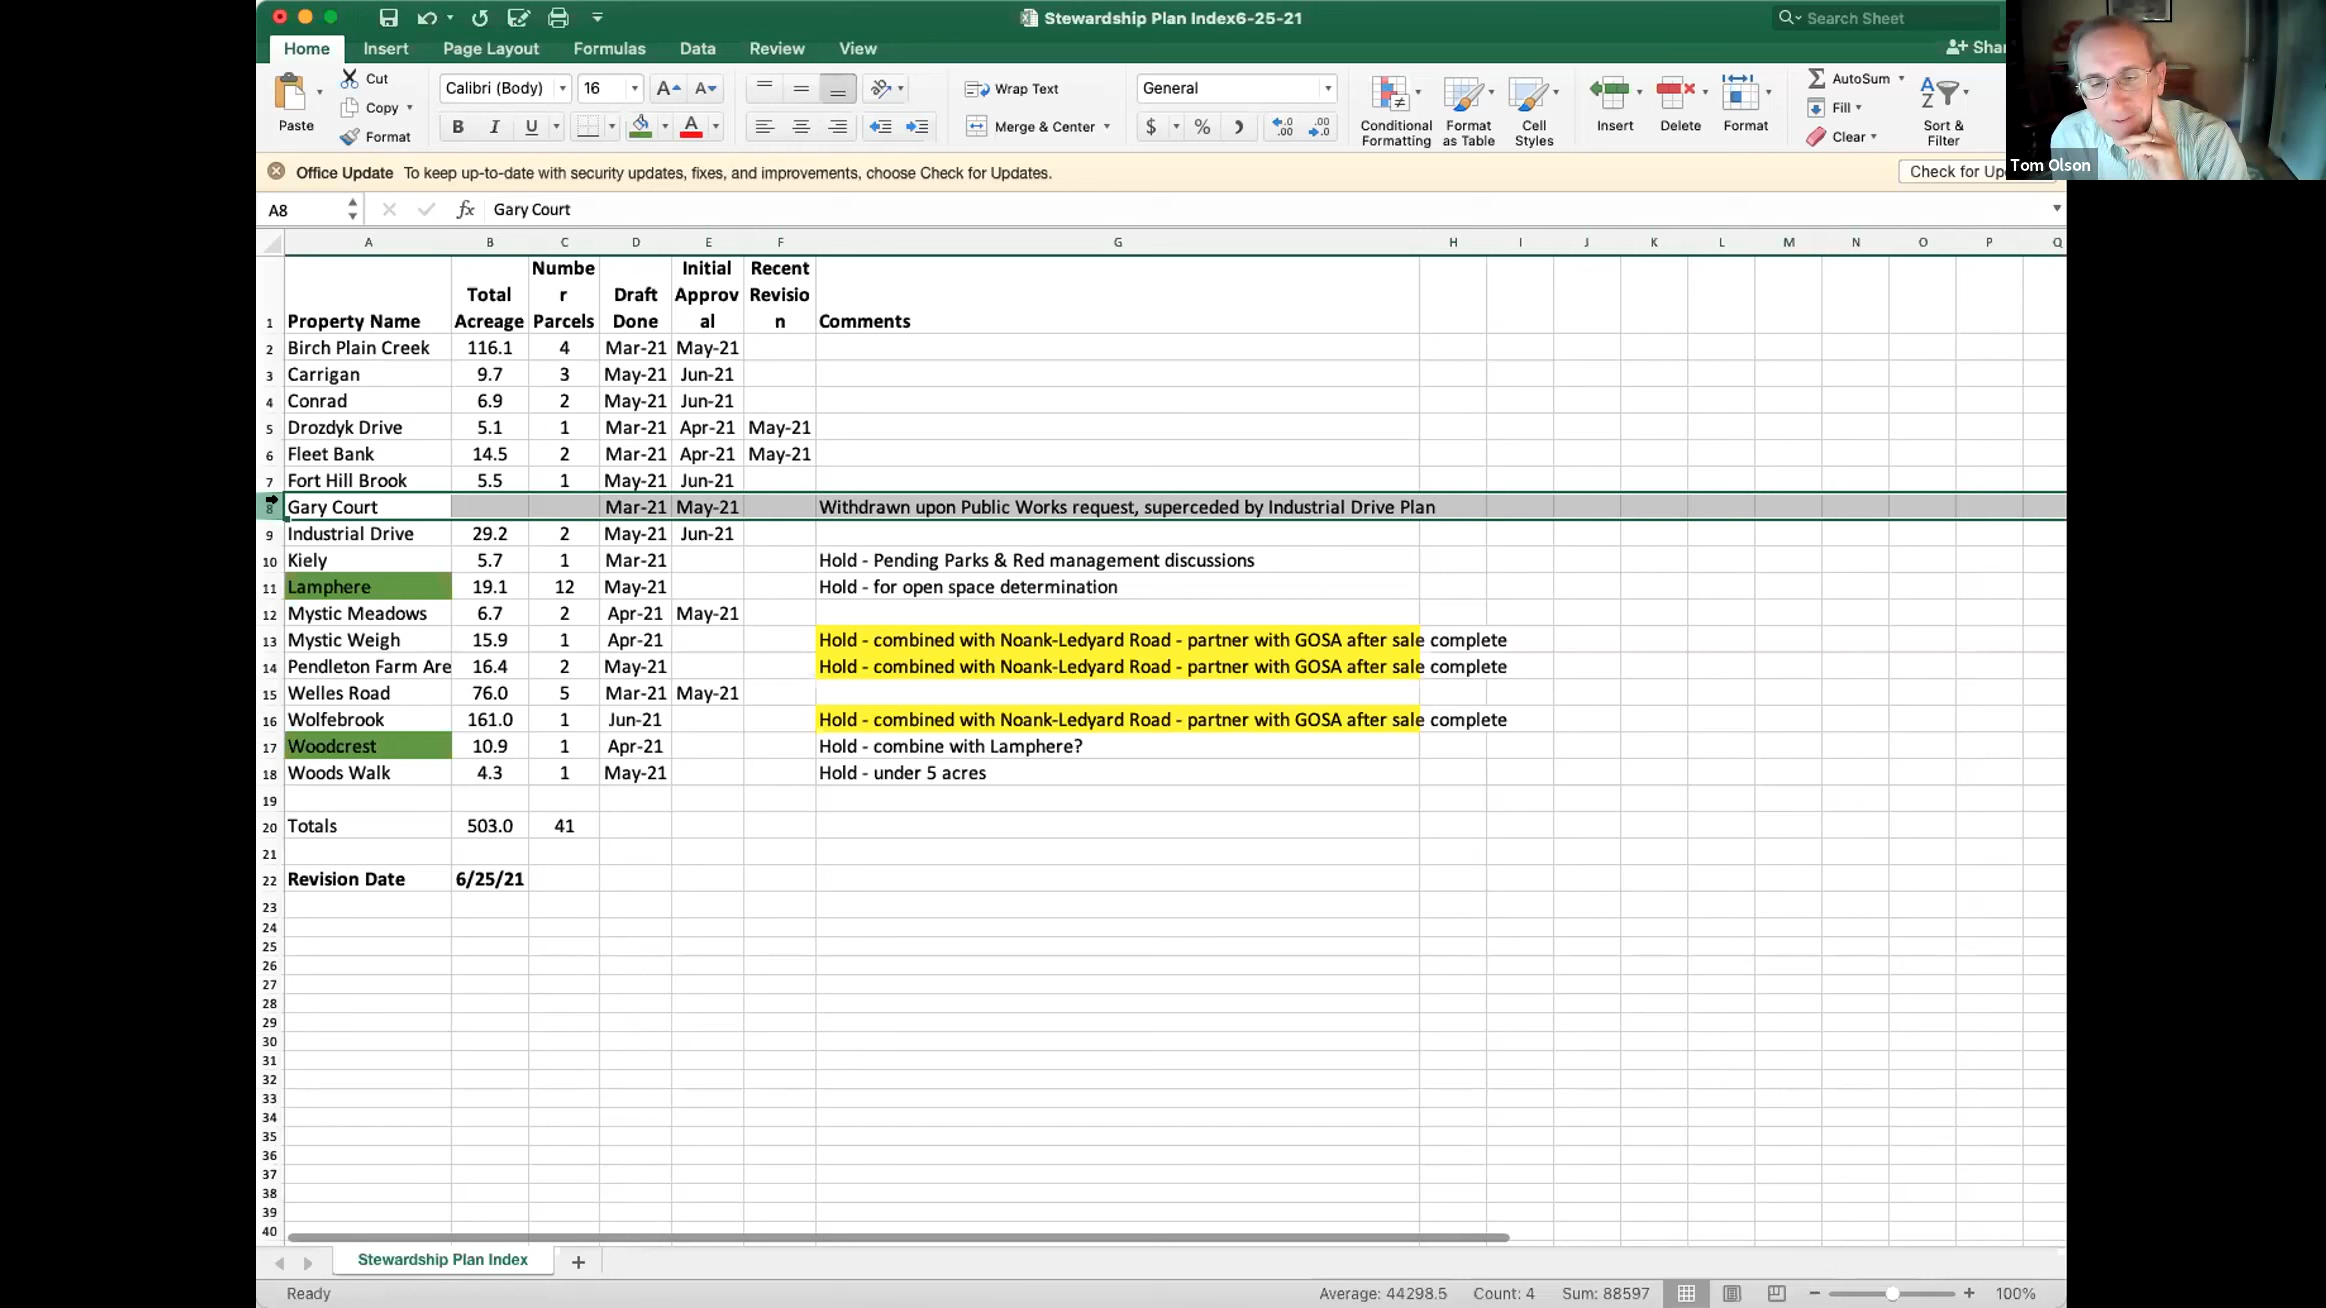 Stewardship Plan Index6-25-21
Search Sheet
Home Insert Page Layout Formulas Data Review View Shar
Paste
Cut
Copy
Format
Calibri (Body) 16
B I U
Wrap Text
Merge & Center
General
$ % )
Conditional Formatting
Format as Table
Cell Styles
Insert
Delete
Format
AutoSum
Fill
Clear
Sort & Filter
Tom Olson
Office Update To keep up-to-date with security updates, fixes, and improvements, choose Check for Updates.
Check for Up
A8 fx Gary Court
A B C D E F G H I J K L M N O P Q
1 Property Name Total Acreage Numbe r Parcels Draft Done Initial Approv al Recent Revisio n Comments
2 Birch Plain Creek 116.1 4 Mar-21 May-21
3 Carrigan 9.7 3 May-21 Jun-21
4 Conrad 6.9 2 May-21 Jun-21
5 Drozdyk Drive 5.1 1 Mar-21 Apr-21 May-21
6 Fleet Bank 14.5 2 Mar-21 Apr-21 May-21
7 Fort Hill Brook 5.5 1 May-21 Jun-21
8 Gary Court Mar-21 May-21 Withdrawn upon Public Works request, superceded by Industrial Drive Plan
9 Industrial Drive 29.2 2 May-21 Jun-21
10 Kiely 5.7 1 Mar-21 Hold - Pending Parks & Red management discussions
11 Lamphere 19.1 12 May-21 Hold - for open space determination
12 Mystic Meadows 6.7 2 Apr-21 May-21
13 Mystic Weigh 15.9 1 Apr-21 Hold - combined with Noank-Ledyard Road - partner with GOSA after sale complete
14 Pendleton Farm Are 16.4 2 May-21 Hold - combined with Noank-Ledyard Road - partner with GOSA after sale complete
15 Welles Road 76.0 5 Mar-21 May-21
16 Wolfebrook 161.0 1 Jun-21 Hold - combined with Noank-Ledyard Road - partner with GOSA after sale complete
17 Woodcrest 10.9 1 Apr-21 Hold - combine with Lamphere?
18 Woods Walk 4.3 1 May-21 Hold - under 5 acres
19
20 Totals 503.0 41
21
22 Revision Date 6/25/21
23
24
25
26
27
28
29
30
31
32
33
34
35
36
37
38
39
40
Stewardship Plan Index
Ready Average: 44298.5 Count: 4 Sum: 88597 100%